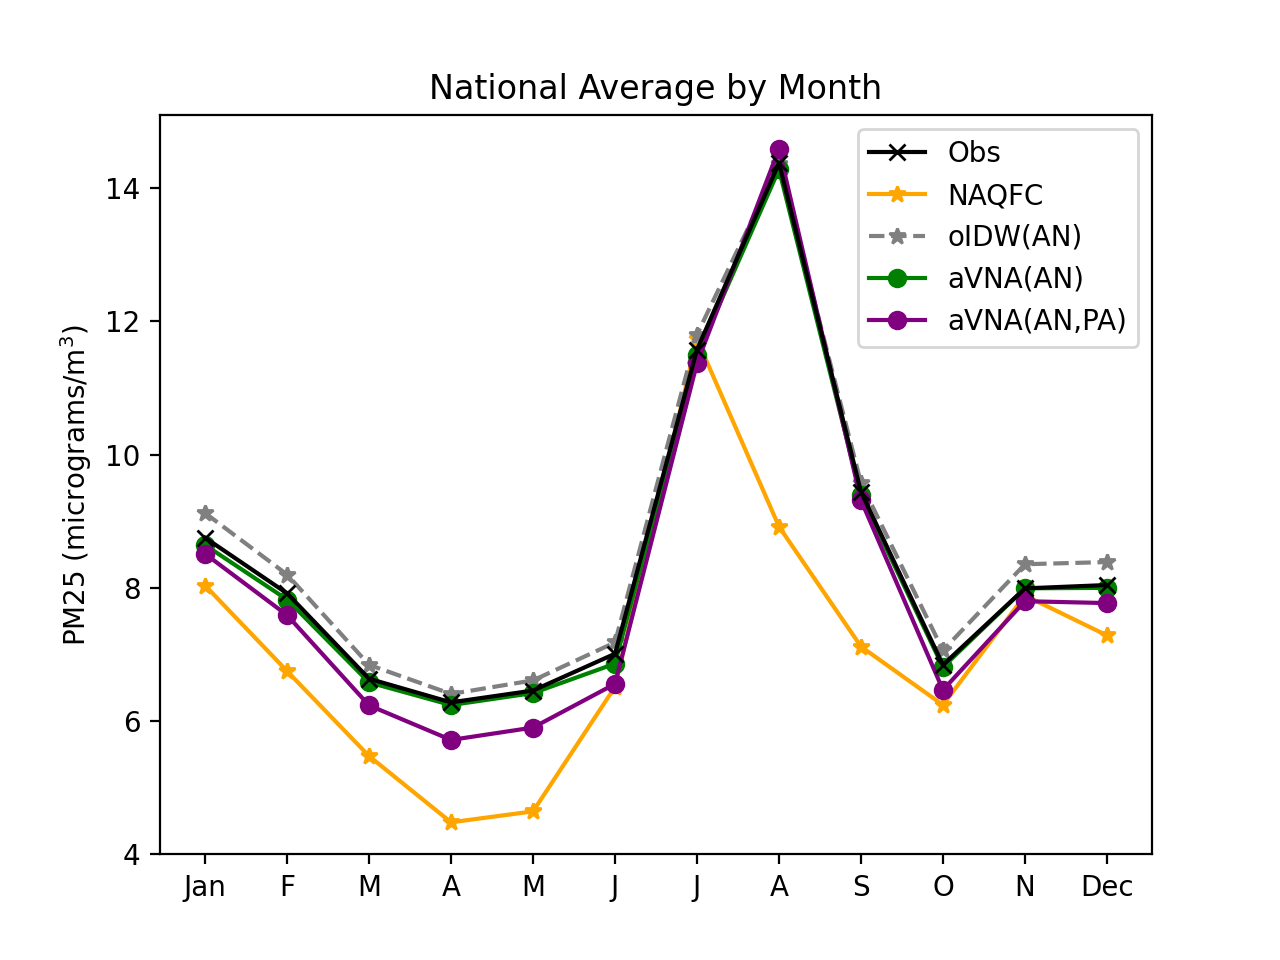 National Average by Month
PM25 (micrograms/m³)
14
12
10
8
6
4
Jan F M A M J J A S O N Dec
Obs
NAQFC
oIDW(AN)
aVNA(AN)
aVNA(AN,PA)